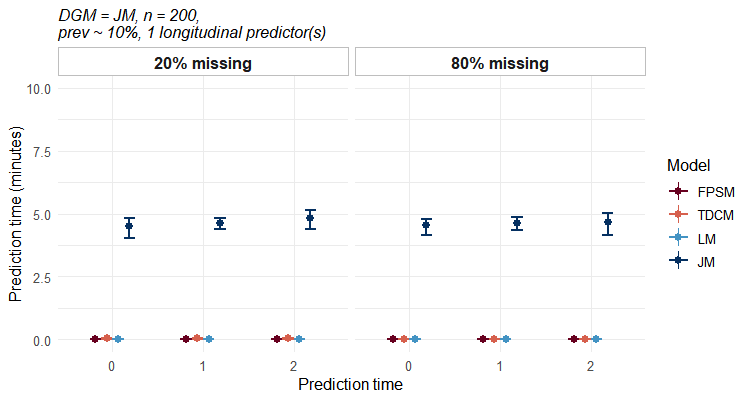 DGM = JM, n = 200,
prev ~ 10%, 1 longitudinal predictor(s)
20% missing
80% missing
Prediction time (minutes)
10.0
7.5
5.0
2.5
0.0
0 1 2
0 1 2
Prediction time
Model
FPSM
TDCM
LM
JM